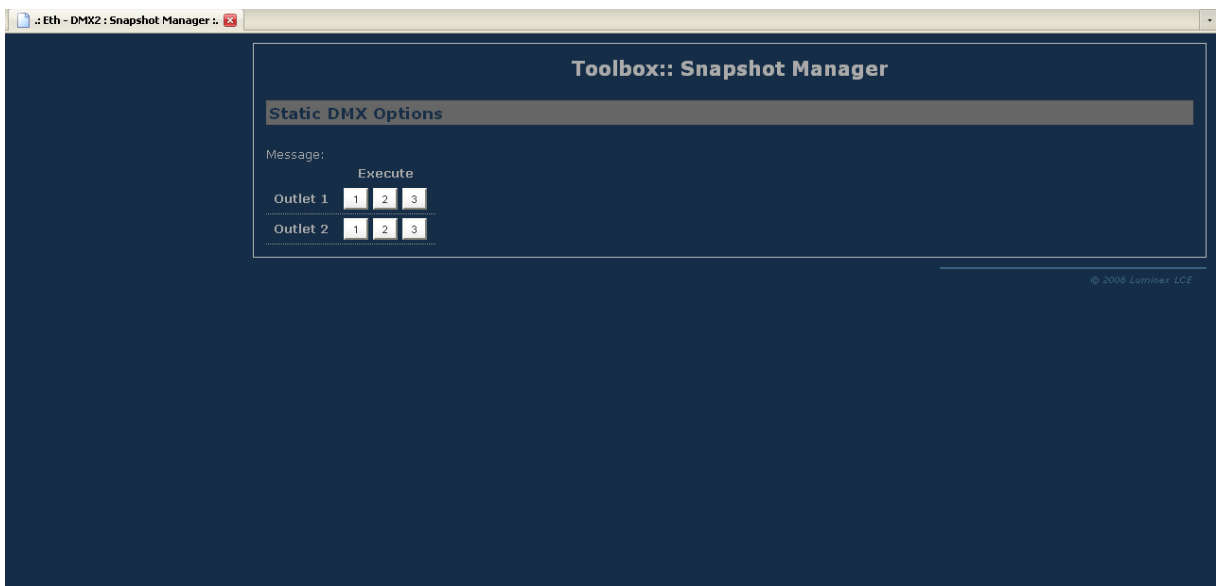 .: Eth - DMX2 : Snapshot Manager :.
Toolbox:: Snapshot Manager
Static DMX Options
Message:
Execute
Outlet 1 1 2 3
Outlet 2 1 2 3
© 2008 Luminex LCE